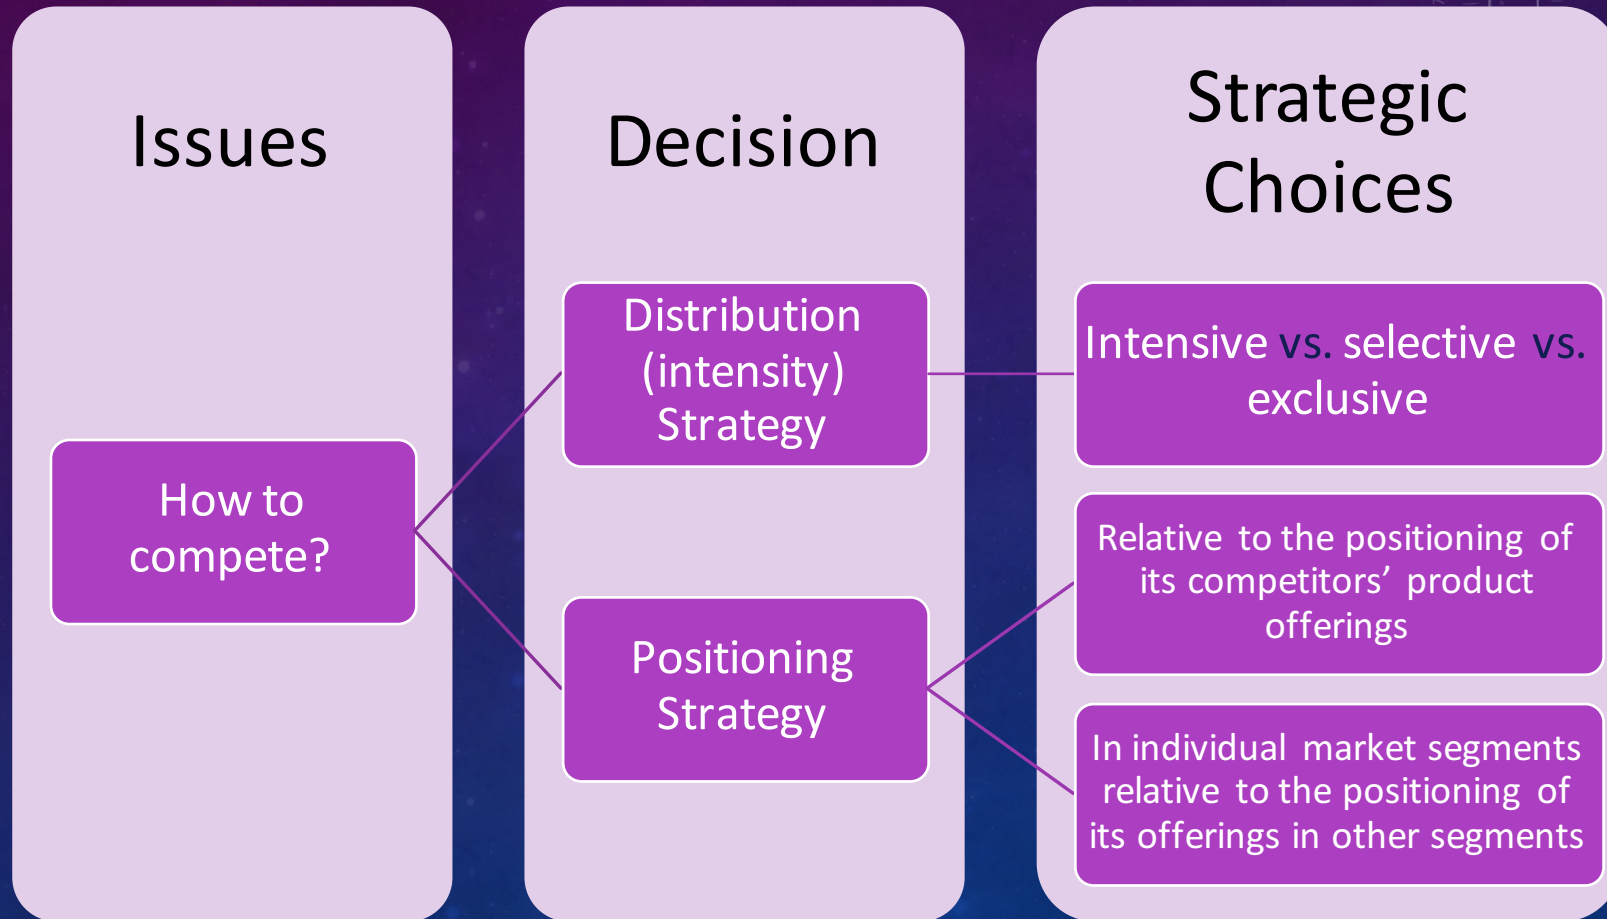 Issues
Decision
Strategic
Choices
How to
compete?
Distribution
(intensity)
Strategy
Positioning
Strategy
Intensive vs. selective vs.
exclusive
Relative to the positioning of
its competitors’ product
offerings
In individual market segments
relative to the positioning of
its offerings in other segments